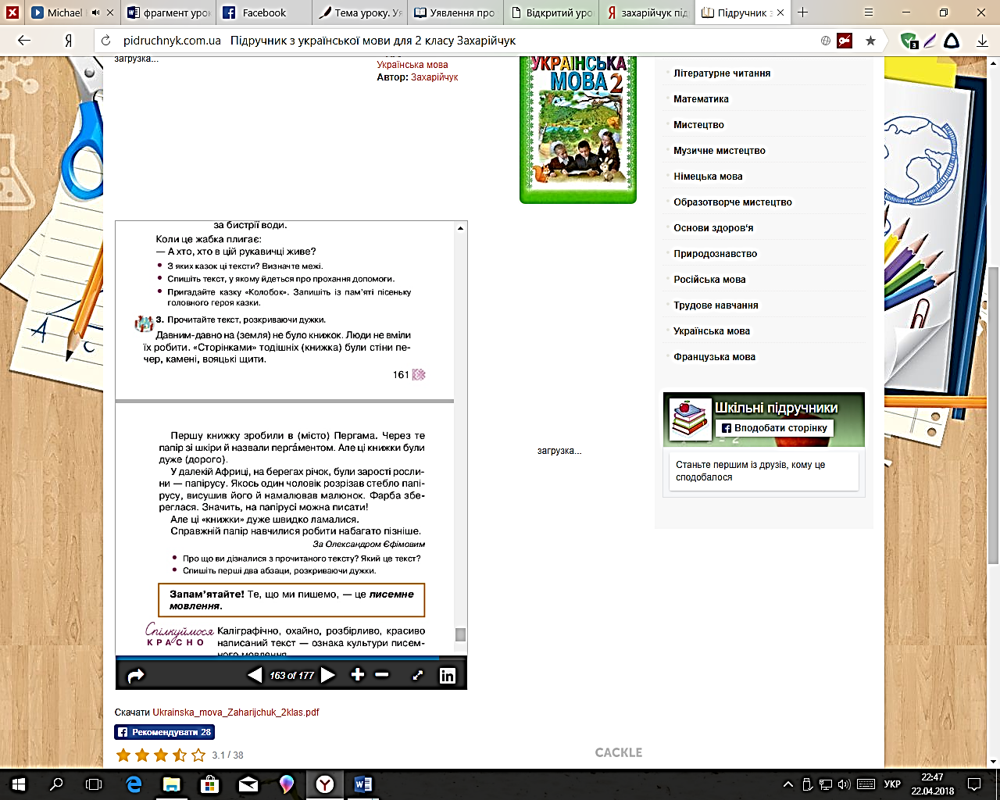 Michael
фрагмент урок
Facebook
Тема уроку. Уя
Уявлення про
Відкритий уро
захарійчук під
Підручник з
pidruchnyk.com.ua Підручник з української мови для 2 класу Захарійчук
3
загрузка...
Українська мова
Автор: Захарійчук
УКРАЇНСЬКА
МОВА 2
Літературне читання
Математика
Мистецтво
Музичне мистецтво
Німецька мова
Образотворче мистецтво
Основи здоров'я
Природознавство
Російська мова
Трудове навчання
Українська мова
Французька мова
за бистрії води.
Коли це жабка плигає:
— А хто, хто в цій рукавичці живе?
• З яких казок ці тексти? Визначте межі.
• Спишіть текст, у якому йдеться про прохання допомоги.
• Пригадайте казку «Колобок». Запишіть із пам'яті пісеньку
головного героя казки.
3. Прочитайте текст, розкриваючи дужки.
Давним-давно на (земля) не було книжок. Люди не вміли
їх робити. «Сторінками» тодішніх (книжка) були стіни пе-
чер, камені, вояцькі щити.
161
Першу книжку зробили в (місто) Пергама. Через те
папір зі шкіри й назвали перга́ментом. Але ці книжки були
дуже (дорого).
У далекій Африці, на берегах річок, були зарості росли-
ни — папірусу. Якось один чоловік розрізав стебло папі-
русу, висушив його й намалював малюнок. Фарба збе-
реглася. Значить, на папірусі можна писати!
Але ці «книжки» дуже швидко ламалися.
Справжній папір навчилися робити набагато пізніше.
За Олександром Єфімовим
• Про що ви дізналися з прочитаного тексту? Який це текст?
• Спишіть перші два абзаци, розкриваючи дужки.
Запам'ятайте! Те, що ми пишемо, — це писемне
мовлення.
Спілкуймося
КРАСНО
Каліграфічно, охайно, розбірливо, красиво
написаний текст — ознака культури писем-
ного мовлення
163 of 177
загрузка...
Шкільні підручники
Вподобати сторінку
Станьте першим із друзів, кому це
сподобалося
Скачати Ukrainska_mova_Zaharijchuk_2klas.pdf
Рекомендувати 28
3.1 / 38
CACKLE
УКР
22:47
22.04.2018